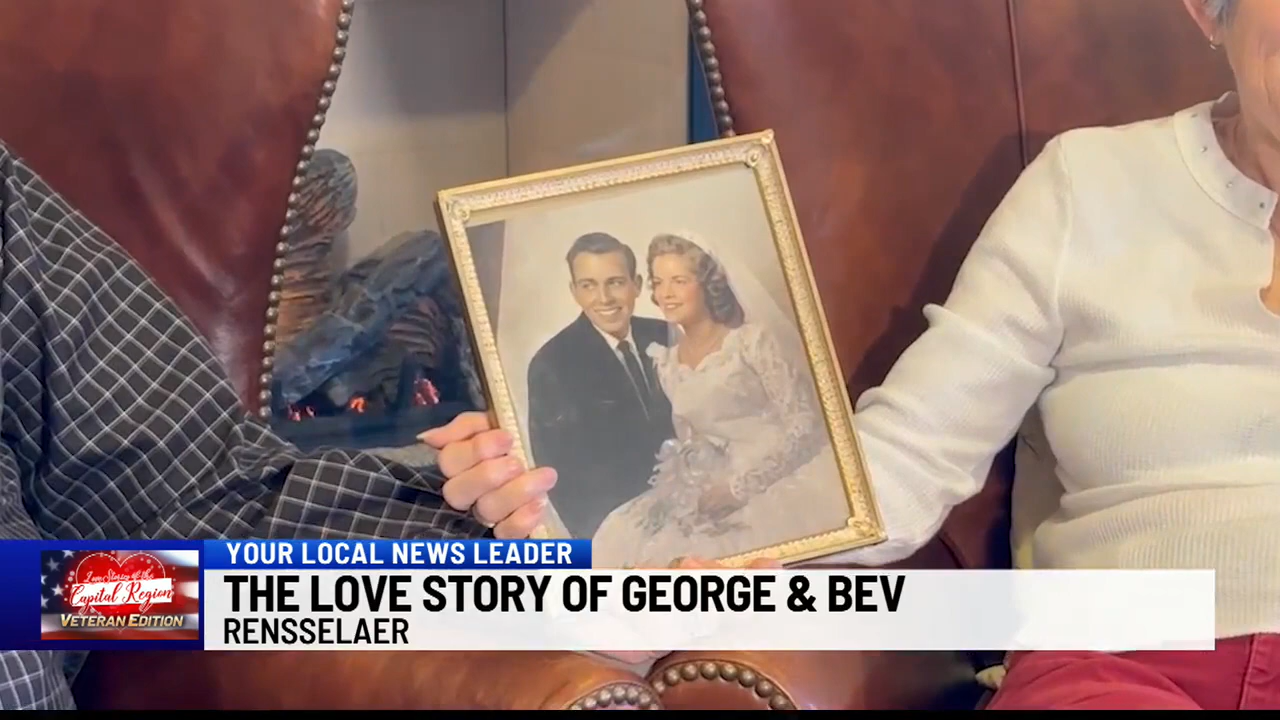 YOUR LOCAL NEWS LEADER
Love Stories of the
Capital Region
VETERAN EDITION
THE LOVE STORY OF GEORGE & BEV
RENSSELAER